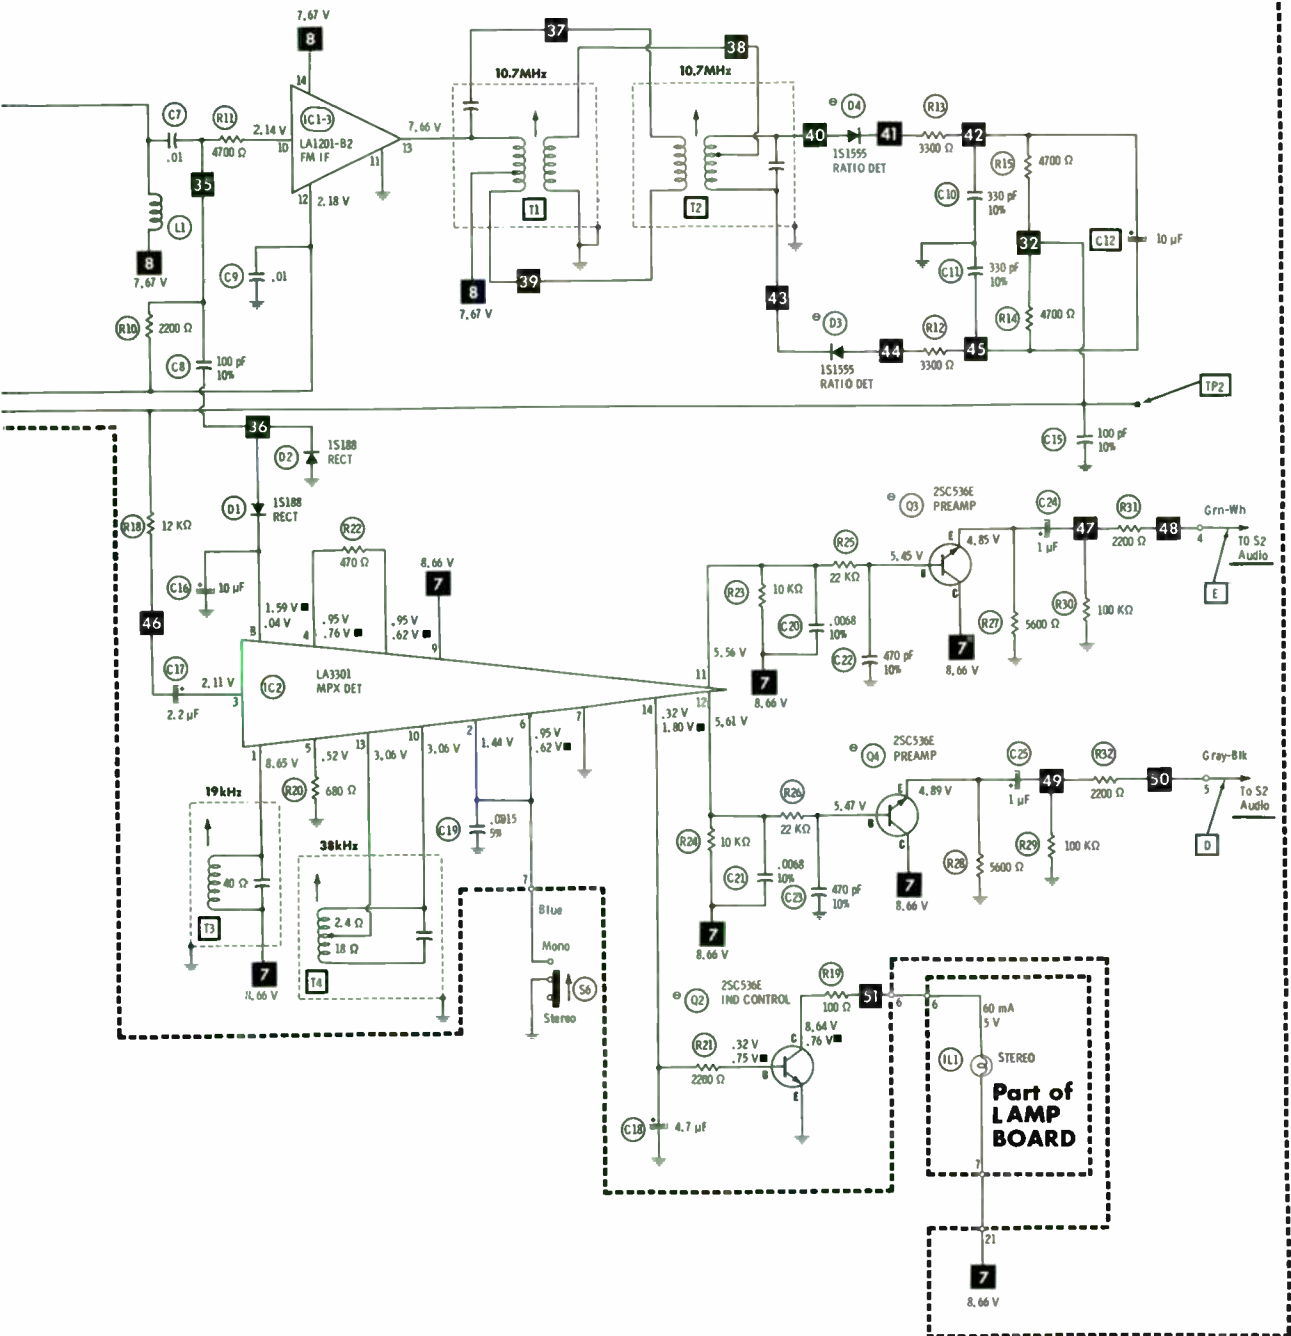 7.67 V
8
14
37
38
10.7MHz
10.7MHz
C7
.01
R11
4700 Ω
2.14 V
10
IC1-3
LA1201-B2
FM IF
11
13
7.66 V
12
2.18 V
35
L1
8
7.67 V
C9
.01
T1
T2
39
8
7.67 V
40
D4
1S1555
RATIO DET
41
R13
3300 Ω
42
R15
4700 Ω
C10
330 pF
10%
32
C12
10 µF
C11
330 pF
10%
R14
4700 Ω
43
D3
1S1555
RATIO DET
44
R12
3300 Ω
45
R10
2200 Ω
C8
100 pF
10%
TP2
C15
100 pF
10%
36
D2
1S188
RECT
D1
1S188
RECT
R18
12 KΩ
R22
470 Ω
8.66 V
7
9
C16
10 µF
46
1.59 V
.04 V
8
4
.95 V
.76 V
.95 V
.62 V
C17
2.2 µF
2.11 V
3
IC2
LA3301
MPX DET
Q3
2SC536E
PREAMP
C24
1 µF
47
R31
2200 Ω
48
Grn-Wh
4
TO S2
Audio
E
R25
22 KΩ
5.45 V
B
E
C
4.85 V
R23
10 KΩ
C20
.0068
10%
C22
470 pF
10%
R27
5600 Ω
R30
100 KΩ
7
8.66 V
7
8.66 V
5.56 V
11
12
5.61 V
14
.32 V
1.80 V
1
8.65 V
5
.52 V
R20
680 Ω
13
3.06 V
10
3.06 V
2
1.44 V
6
.95 V
.62 V
7
C19
.0015
5%
19kHz
40 Ω
T3
7
8.66 V
38kHz
2.4 Ω
18 Ω
T4
7
Blue
Mono
S6
Stereo
Q4
2SC536E
PREAMP
C25
1 µF
49
R32
2200 Ω
50
Gray-Blk
5
To S2
Audio
D
R26
22 KΩ
5.47 V
B
E
C
4.89 V
R24
10 KΩ
C21
.0068
10%
C23
470 pF
10%
R28
5600 Ω
R29
100 KΩ
7
8.66 V
7
8.66 V
Q2
2SC536E
IND CONTROL
R19
100 Ω
51
6
6
60 mA
5 V
R21
2200 Ω
.32 V
.75 V
B
C
E
8.64 V
.76 V
IL1
STEREO
Part of
LAMP
BOARD
C18
4.7 µF
7
21
7
8.66 V